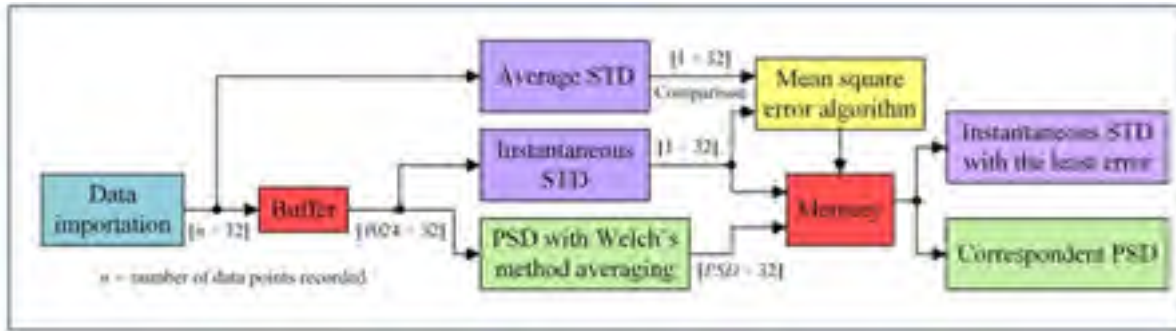 Data
importation
[n × 32]
Buffer
n = number of data points recorded
Average STD
Instantaneous
STD
PSD with Welch's
method averaging
[1 × 32]
Comparison
[1 × 32]
[PSD × 32]
Mean square
error algorithm
Memory
Instantaneous STD
with the least error
Correspondent PSD